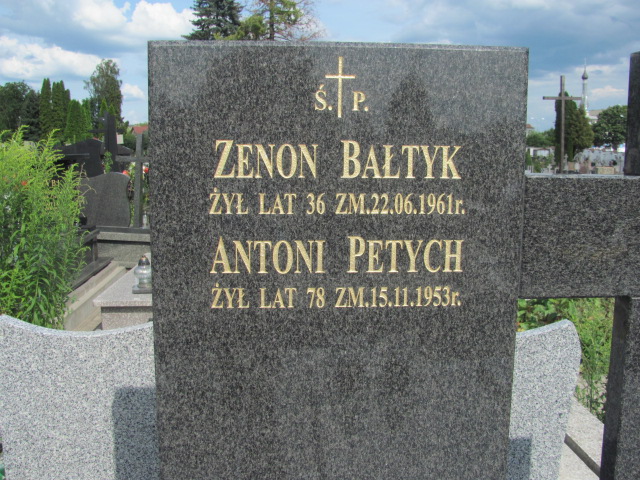 Ś. P.
ZENON BAŁTYK
ŻYŁ LAT 36 ZM.22.06.1961r.
ANTONI PETYCH
ŻYŁ LAT 78 ZM.15.11.1953r.